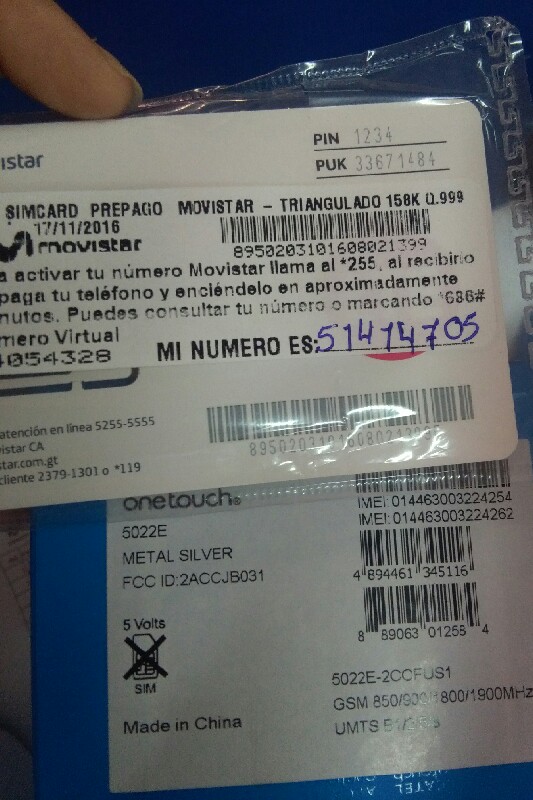 istar
PIN 1234
PUK 33671484
SIMCARD PREPAGO MOVISTAR - TRIANGULADO 158K 0.999
17/11/2016
movistar
8950203101608021399
a activar tu número Movistar llama al *255, al recibirlo
paga tu teléfono y enciéndelo en aproximadamente
nutos. Puedes consultar tu número o marcando *686#
mero Virtual
4054328
MI NUMERO ES: 51414705
atención en línea 5255-5555
vistar CA
star.com.gt
cliente 2379-1301 o *119
onetouch®
IMEI: 014463003224254
IMEI: 014463003224262
5022E
METAL SILVER
FCC ID:2ACCJB031
4 894461 345116
8 89063 01258 4
5 Volts
SIM
5022E-2CCFUS1
GSM 850/900/1800/1900MHz
UMTS
Made in China